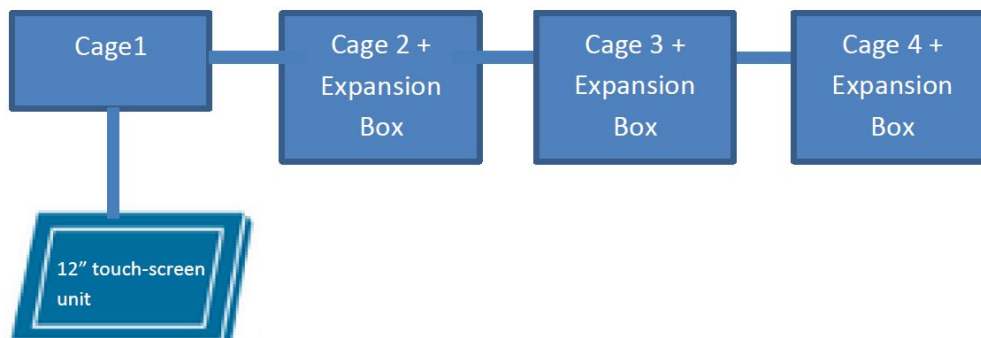 Cage1
Cage 2 +
Expansion
Box
Cage 3 +
Expansion
Box
Cage 4 +
Expansion
Box
12” touch-screen
unit